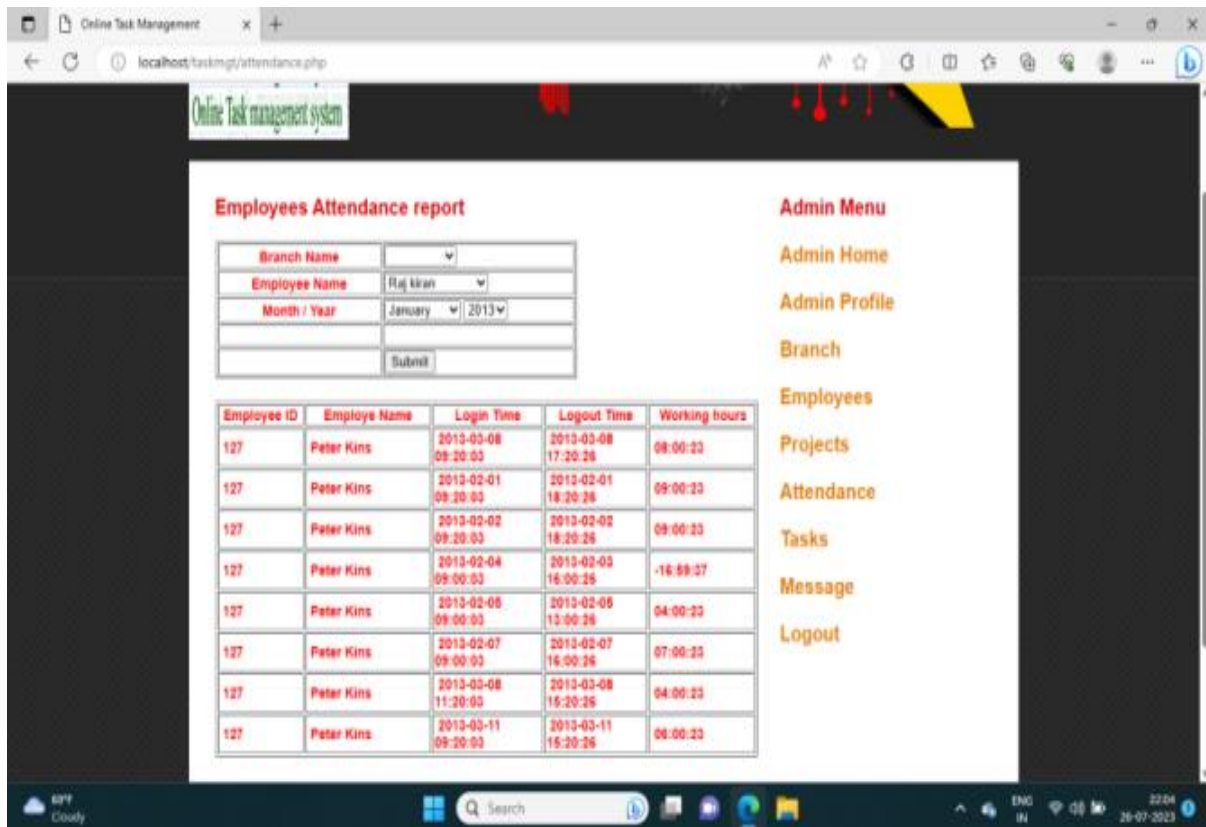 Online Task Management
localhost/taskmgt/attendance.php
Online Task management system
Employees Attendance report
Branch Name
Employee Name Raj kiran
Month / Year January 2013
Submit
Employee ID Employe Name Login Time Logout Time Working hours
127 Peter Kins 2013-03-08 09:20:03 2013-03-08 17:20:26 08:00:23
127 Peter Kins 2013-02-01 09:20:03 2013-02-01 18:20:26 09:00:23
127 Peter Kins 2013-02-02 09:20:03 2013-02-02 18:20:26 09:00:23
127 Peter Kins 2013-02-04 09:00:03 2013-02-03 16:00:26 -16:59:37
127 Peter Kins 2013-02-05 09:00:03 2013-02-05 13:00:26 04:00:23
127 Peter Kins 2013-02-07 09:00:03 2013-02-07 16:00:26 07:00:23
127 Peter Kins 2013-03-08 11:20:03 2013-03-08 15:20:26 04:00:23
127 Peter Kins 2013-03-11 09:20:03 2013-03-11 15:20:26 06:00:23
Admin Menu
Admin Home
Admin Profile
Branch
Employees
Projects
Attendance
Tasks
Message
Logout
Cloudy
Search
ENG
IN
22:04
26-07-2023